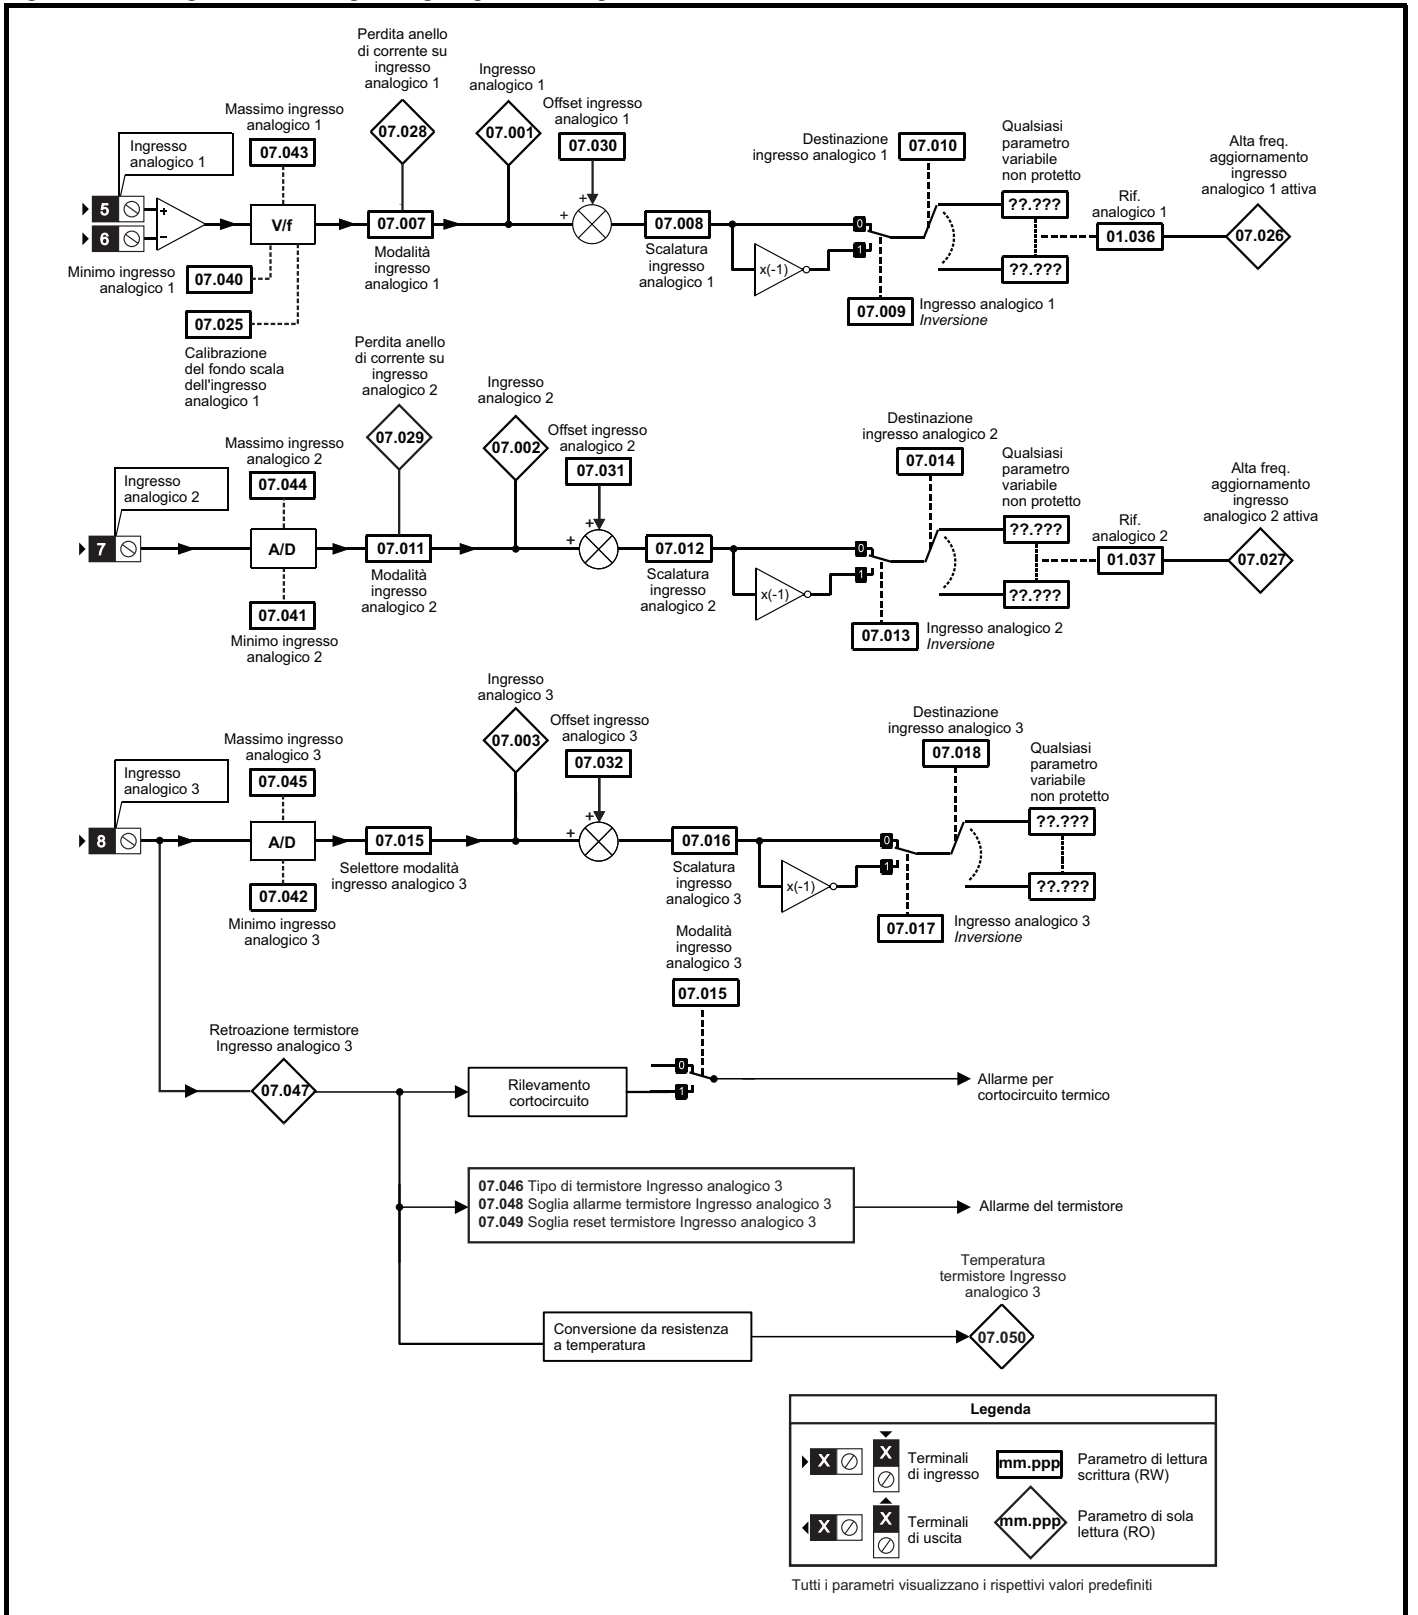 Perdita anello
di corrente su
ingresso
analogico 1
Ingresso
analogico 1
Massimo ingresso
analogico 1
Offset ingresso
analogico 1
Ingresso
analogico 1
07.043
07.028
07.001
07.030
Destinazione
ingresso analogico 1
07.010
Qualsiasi
parametro
variabile
non protetto
Alta freq.
aggiornamento
ingresso
analogico 1 attiva
5
6
+
−
V/f
07.007
+
+
07.008
0
1
x(-1)
??.???
??.???
Rif.
analogico 1
01.036
07.026
Minimo ingresso
analogico 1
07.040
Modalità
ingresso
analogico 1
Scalatura
ingresso
analogico 1
07.009
Ingresso analogico 1
Inversione
07.025
Calibrazione
del fondo scala
dell'ingresso
analogico 1
Perdita anello
di corrente su
ingresso
analogico 2
Ingresso
analogico 2
Massimo ingresso
analogico 2
Offset ingresso
analogico 2
Ingresso
analogico 2
07.044
07.029
07.002
07.031
Destinazione
ingresso analogico 2
07.014
Qualsiasi
parametro
variabile
non protetto
Alta freq.
aggiornamento
ingresso
analogico 2 attiva
7
A/D
07.011
+
+
07.012
0
1
x(-1)
??.???
??.???
Rif.
analogico 2
01.037
07.027
07.041
Minimo ingresso
analogico 2
Modalità
ingresso
analogico 2
Scalatura
ingresso
analogico 2
07.013
Ingresso analogico 2
Inversione
Ingresso
analogico 3
Massimo ingresso
analogico 3
Offset ingresso
analogico 3
Ingresso
analogico 3
07.045
07.003
07.032
Destinazione
ingresso analogico 3
07.018
Qualsiasi
parametro
variabile
non protetto
8
A/D
07.015
+
+
07.016
0
1
x(-1)
??.???
??.???
07.042
Minimo ingresso
analogico 3
Selettore modalità
ingresso analogico 3
Scalatura
ingresso
analogico 3
07.017
Ingresso analogico 3
Inversione
Modalità
ingresso
analogico 3
07.015
Retroazione termistore
Ingresso analogico 3
07.047
Rilevamento
cortocircuito
0
1
Allarme per
cortocircuito termico
07.046 Tipo di termistore Ingresso analogico 3
07.048 Soglia allarme termistore Ingresso analogico 3
07.049 Soglia reset termistore Ingresso analogico 3
Allarme del termistore
Temperatura
termistore Ingresso
analogico 3
Conversione da resistenza
a temperatura
07.050
Legenda
X
X
Terminali
di ingresso
mm.ppp
Parametro di lettura
scrittura (RW)
X
X
Terminali
di uscita
mm.ppp
Parametro di sola
lettura (RO)
Tutti i parametri visualizzano i rispettivi valori predefiniti